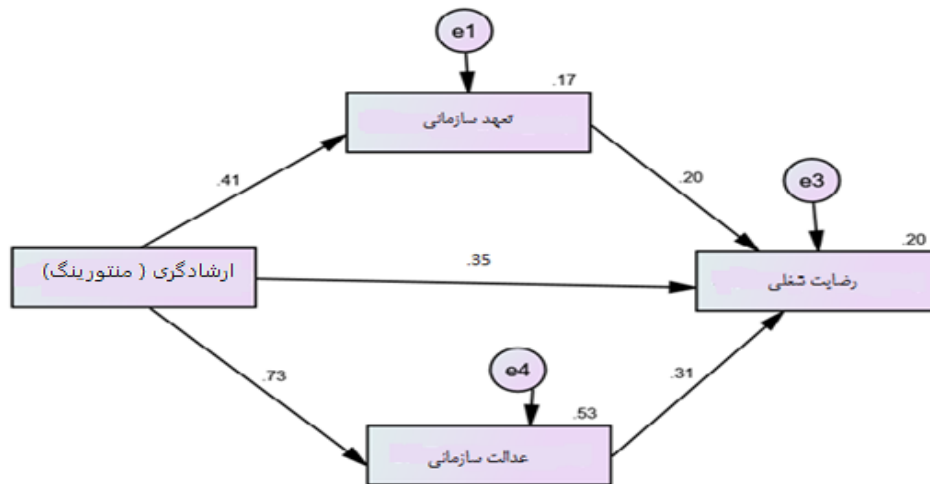 e1
.17
تعهد سازمانی
.41
.20
e3
.20
ارشادگری ( منتورینگ)
.35
رضایت شغلی
.73
e4
.31
.53
عدالت سازمانی